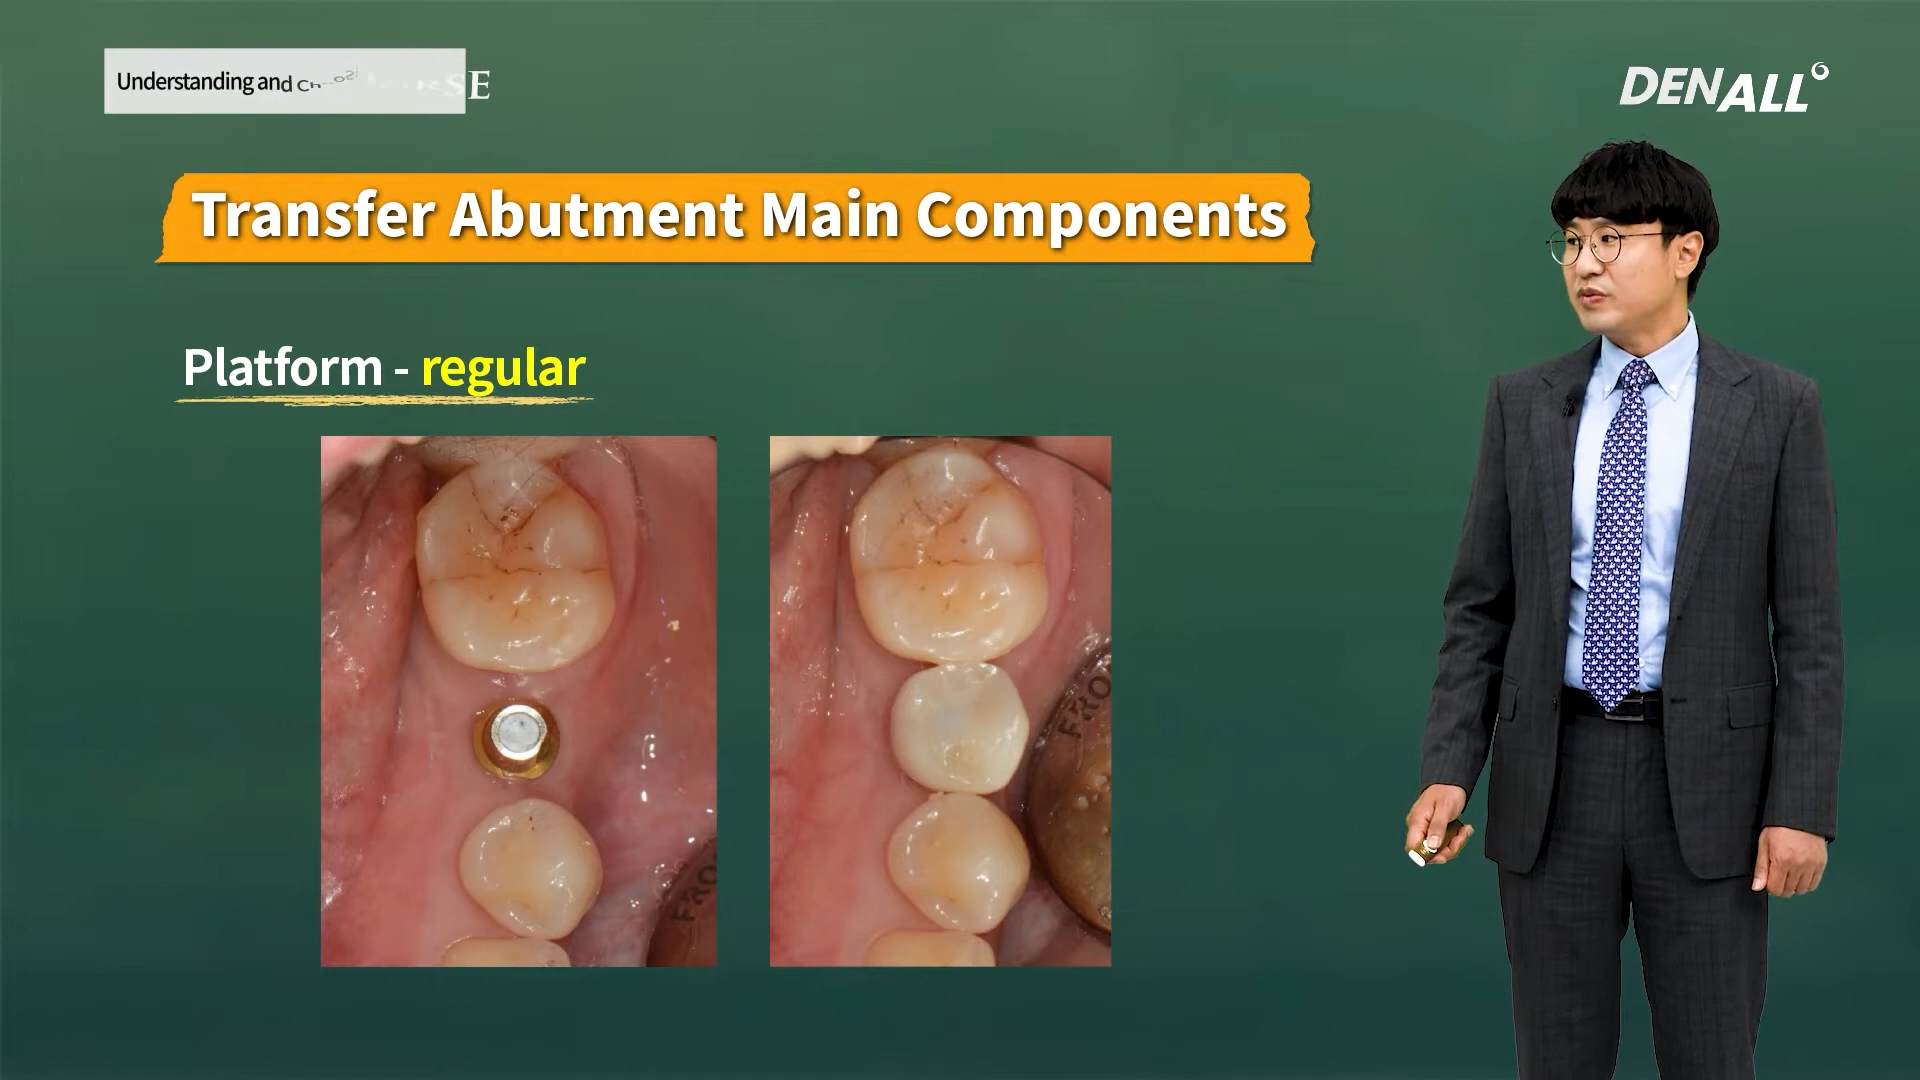 Understanding and
DENALL
Transfer Abutment Main Components
Platform - regular